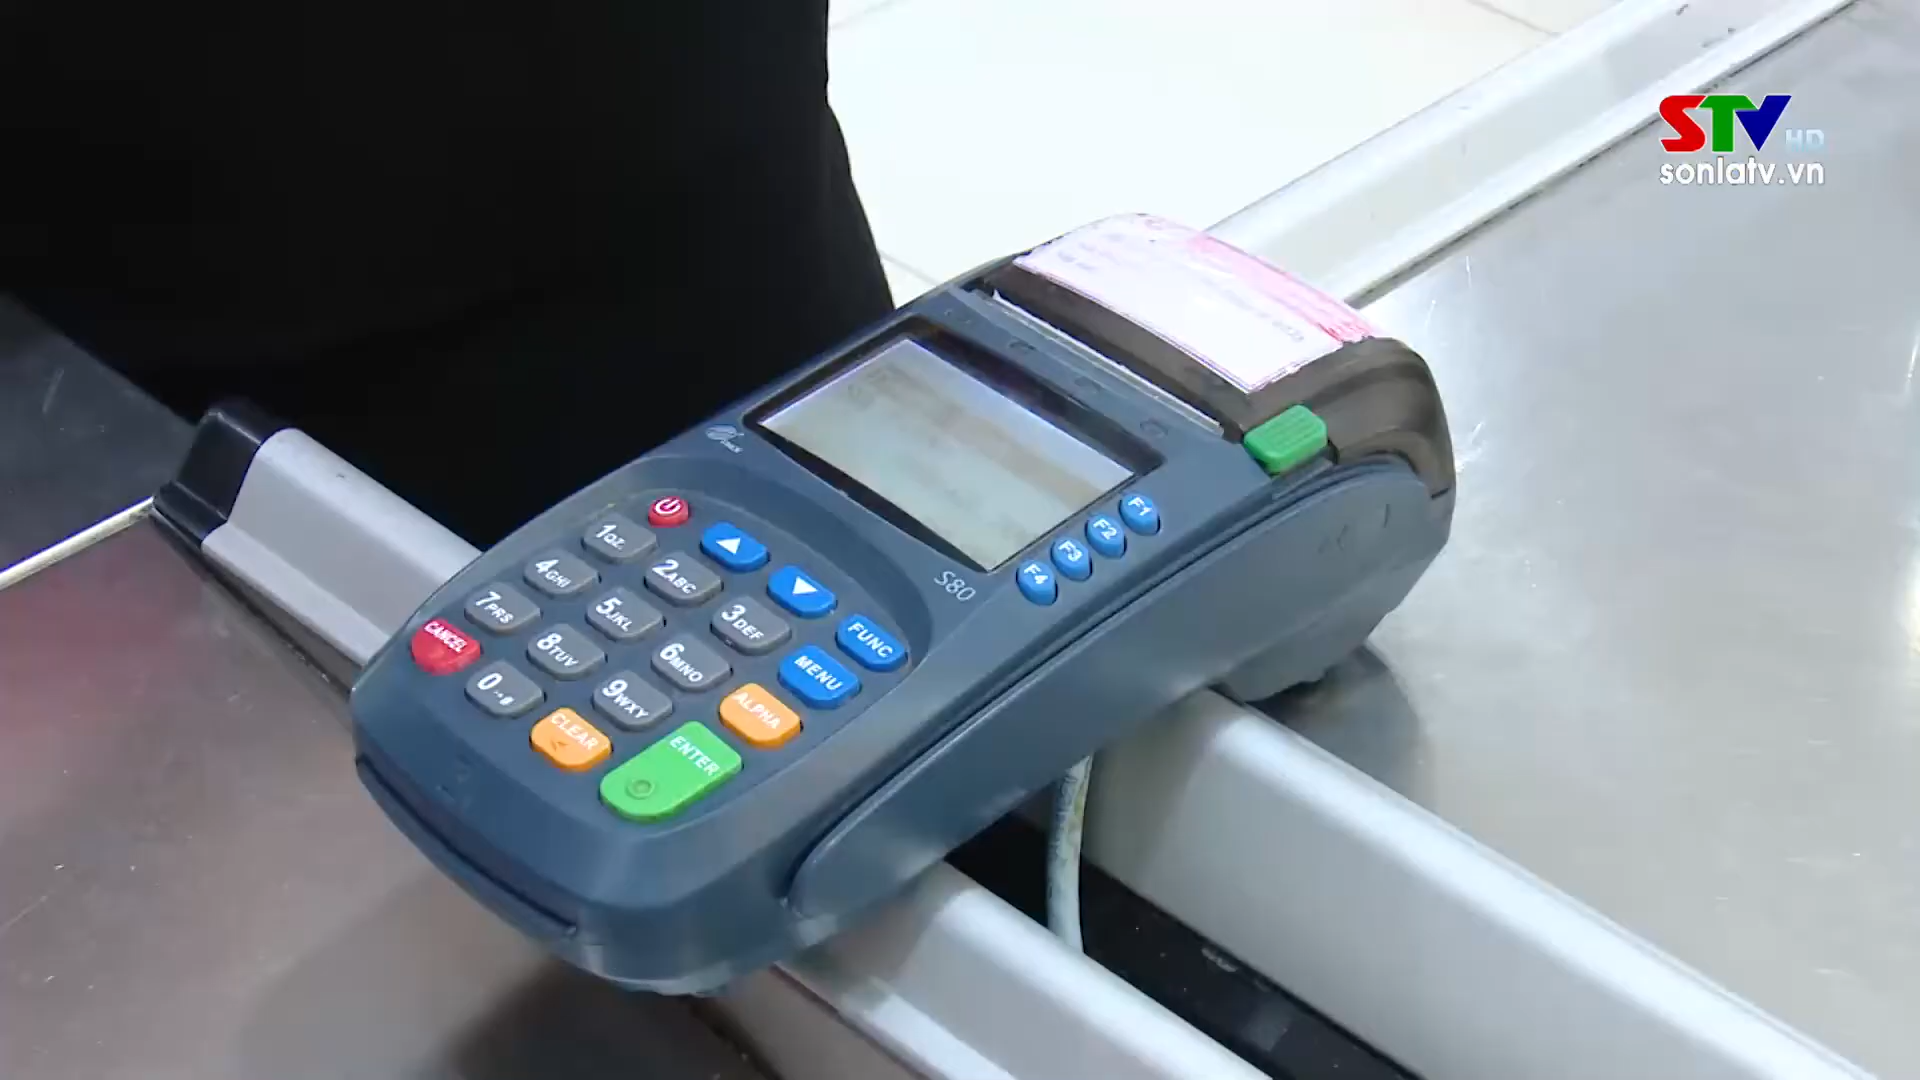 STV HD
sonlatv.vn
S80
F1
F2
F3
F4
1QZ.
2ABC
3DEF
FUNC
4GHI
5JKL
6MNO
MENU
7PRS
8TUV
9WXY
ALPHA
CANCEL
0
CLEAR
ENTER